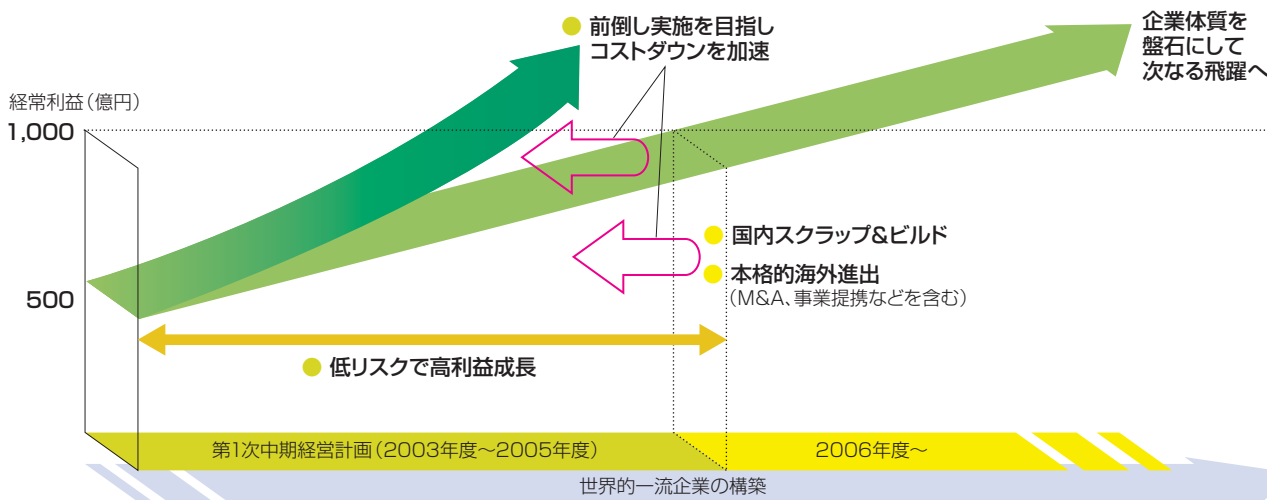 前倒し実施を目指し
コストダウンを加速
企業体質を
盤石にして
次なる飛躍へ
経常利益（億円）
1,000
国内スクラップ&ビルド
本格的海外進出
（M&A、事業提携などを含む）
500
低リスクで高利益成長
第1次中期経営計画（2003年度〜2005年度）
2006年度〜
世界的一流企業の構築